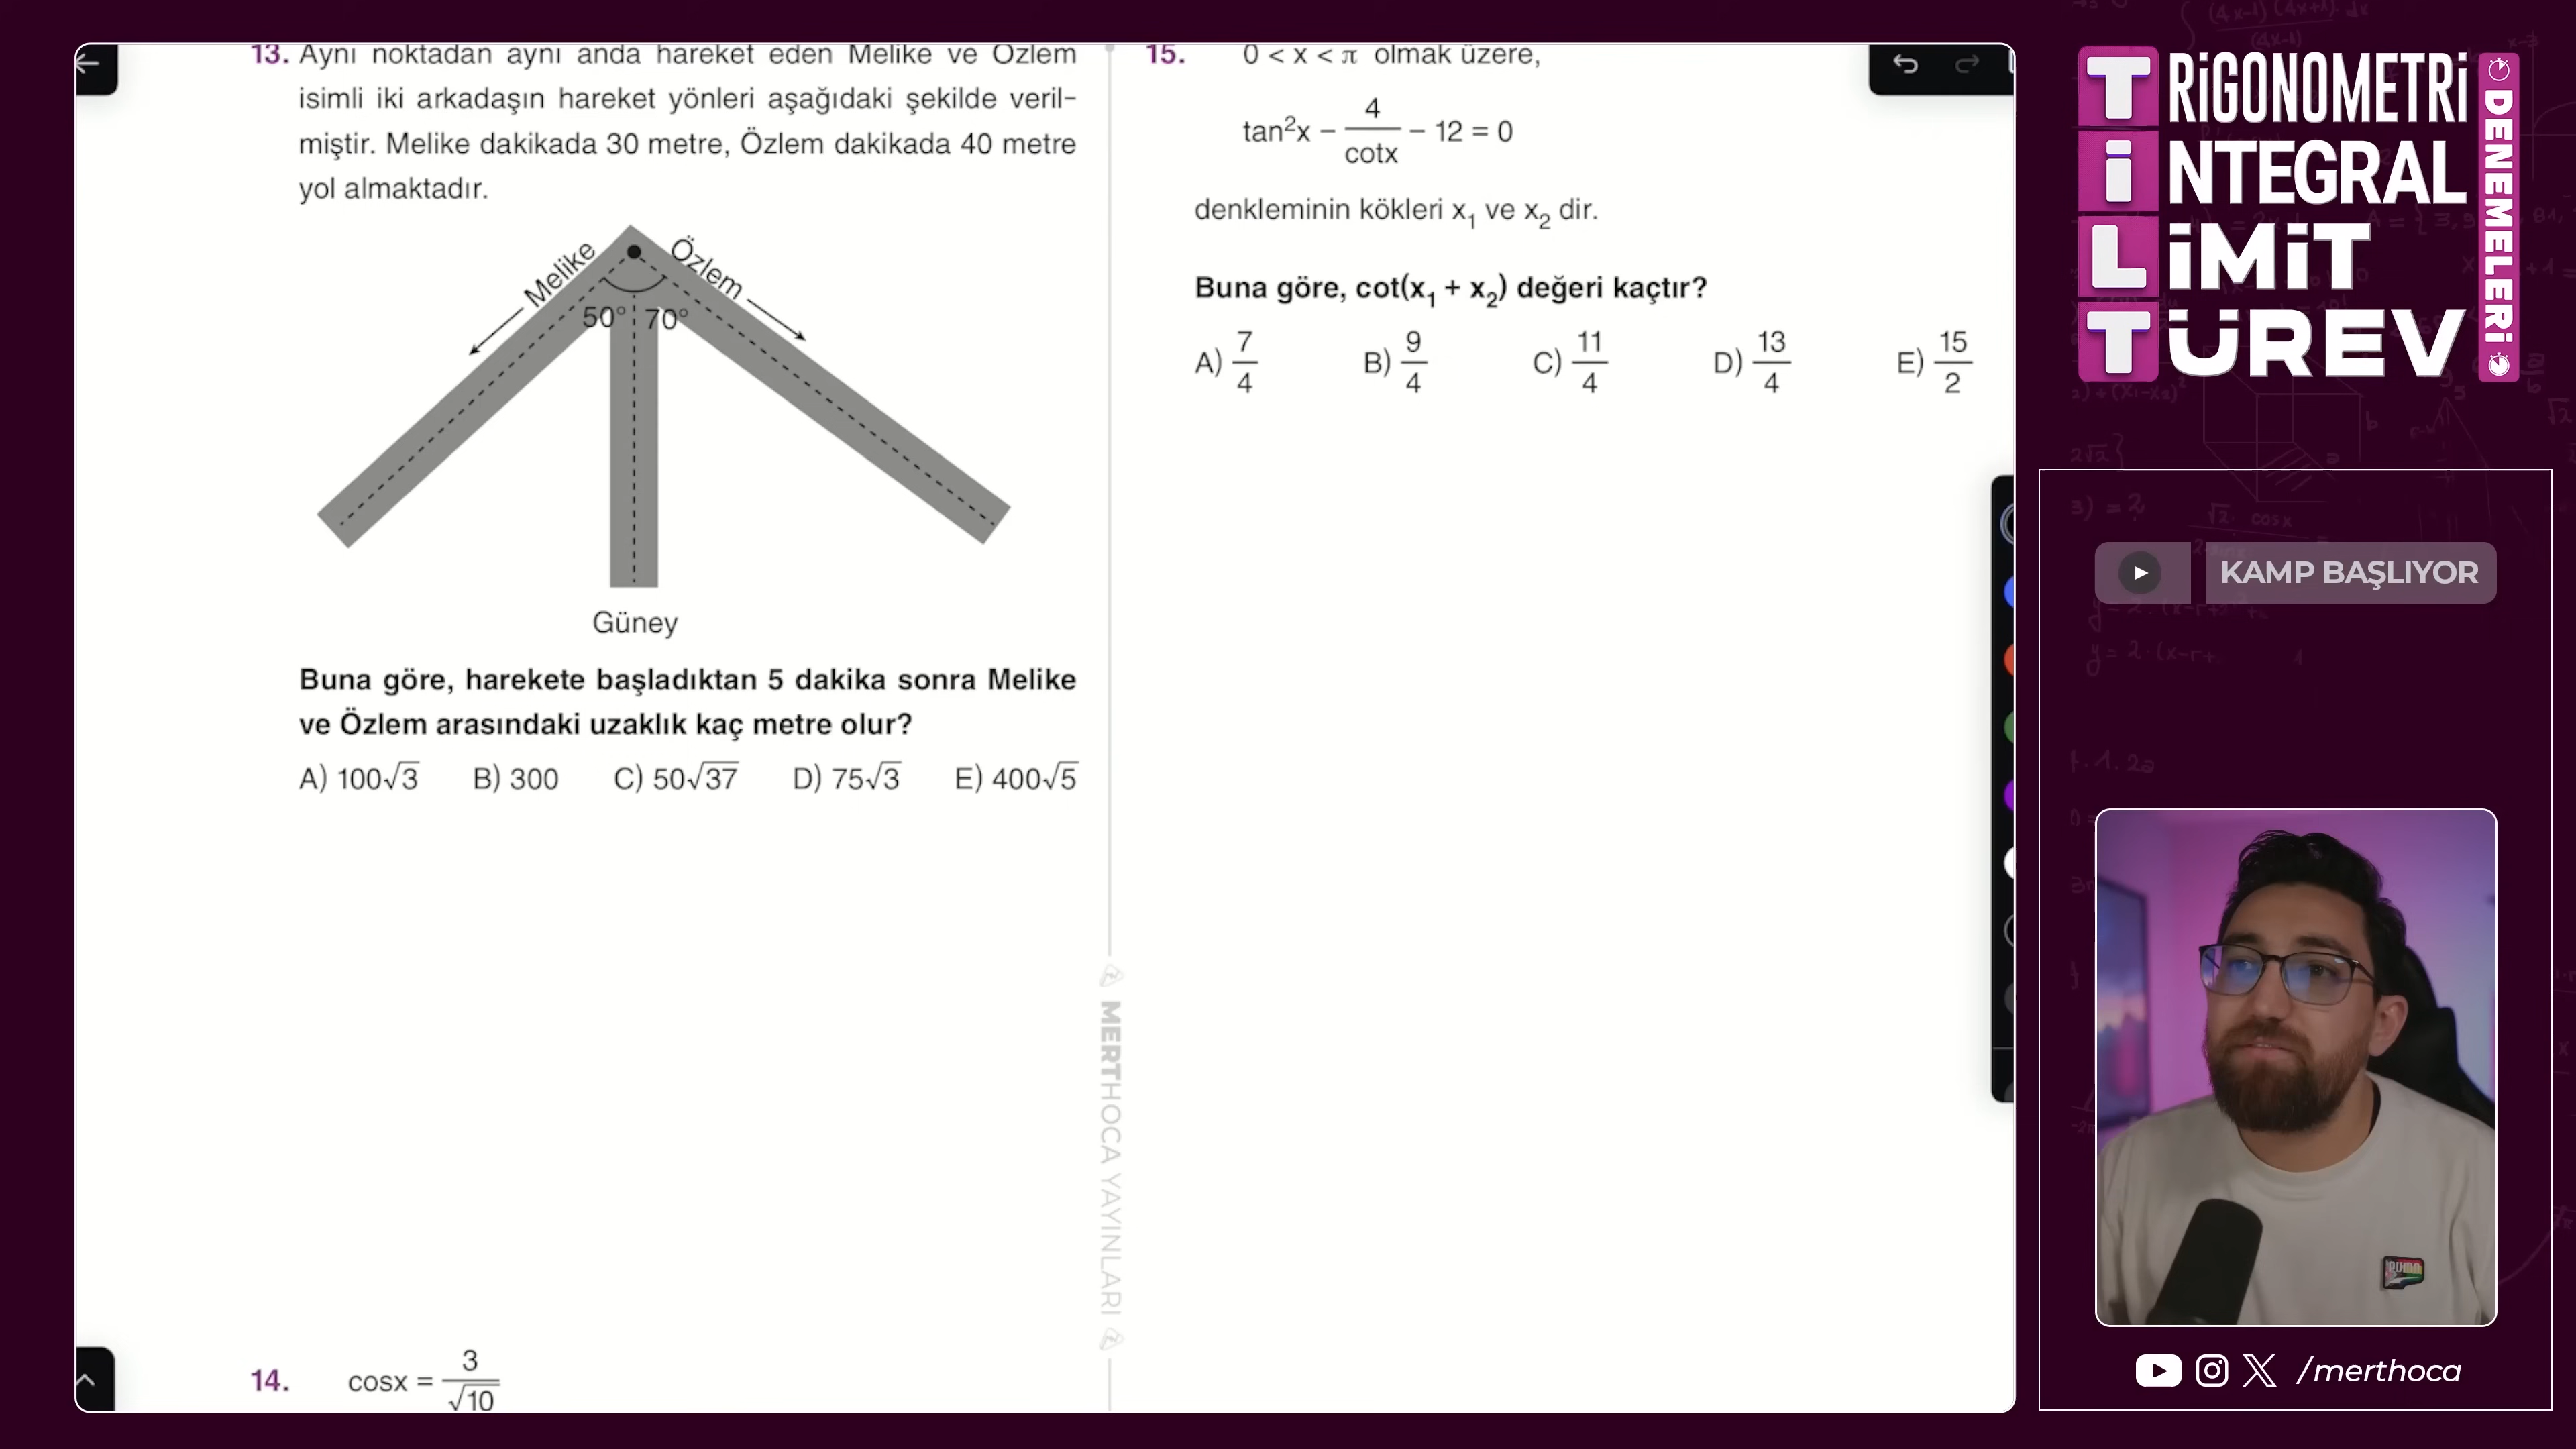 13. Aynı noktadan aynı anda hareket eden Melike ve Özlem
isimli iki arkadaşın hareket yönleri aşağıdaki şekilde veril-
miştir. Melike dakikada 30 metre, Özlem dakikada 40 metre
yol almaktadır.
Melike
Özlem
50° 70°
Güney
Buna göre, harekete başladıktan 5 dakika sonra Melike
ve Özlem arasındaki uzaklık kaç metre olur?
A) 100√3 B) 300 C) 50√37 D) 75√3 E) 400√5
14. cosx = 3/√10
MERTHOCA YAYINLARI
15. 0 < x < π olmak üzere,
tan²x − 4/cotx − 12 = 0
denkleminin kökleri x₁ ve x₂ dir.
Buna göre, cot(x₁ + x₂) değeri kaçtır?
A) 7/4 B) 9/4 C) 11/4 D) 13/4 E) 15/2
TRİGONOMETRİ
İNTEGRAL
LİMİT
TÜREV
DENEMELERİ
KAMP BAŞLIYOR
PUMA
/merthoca